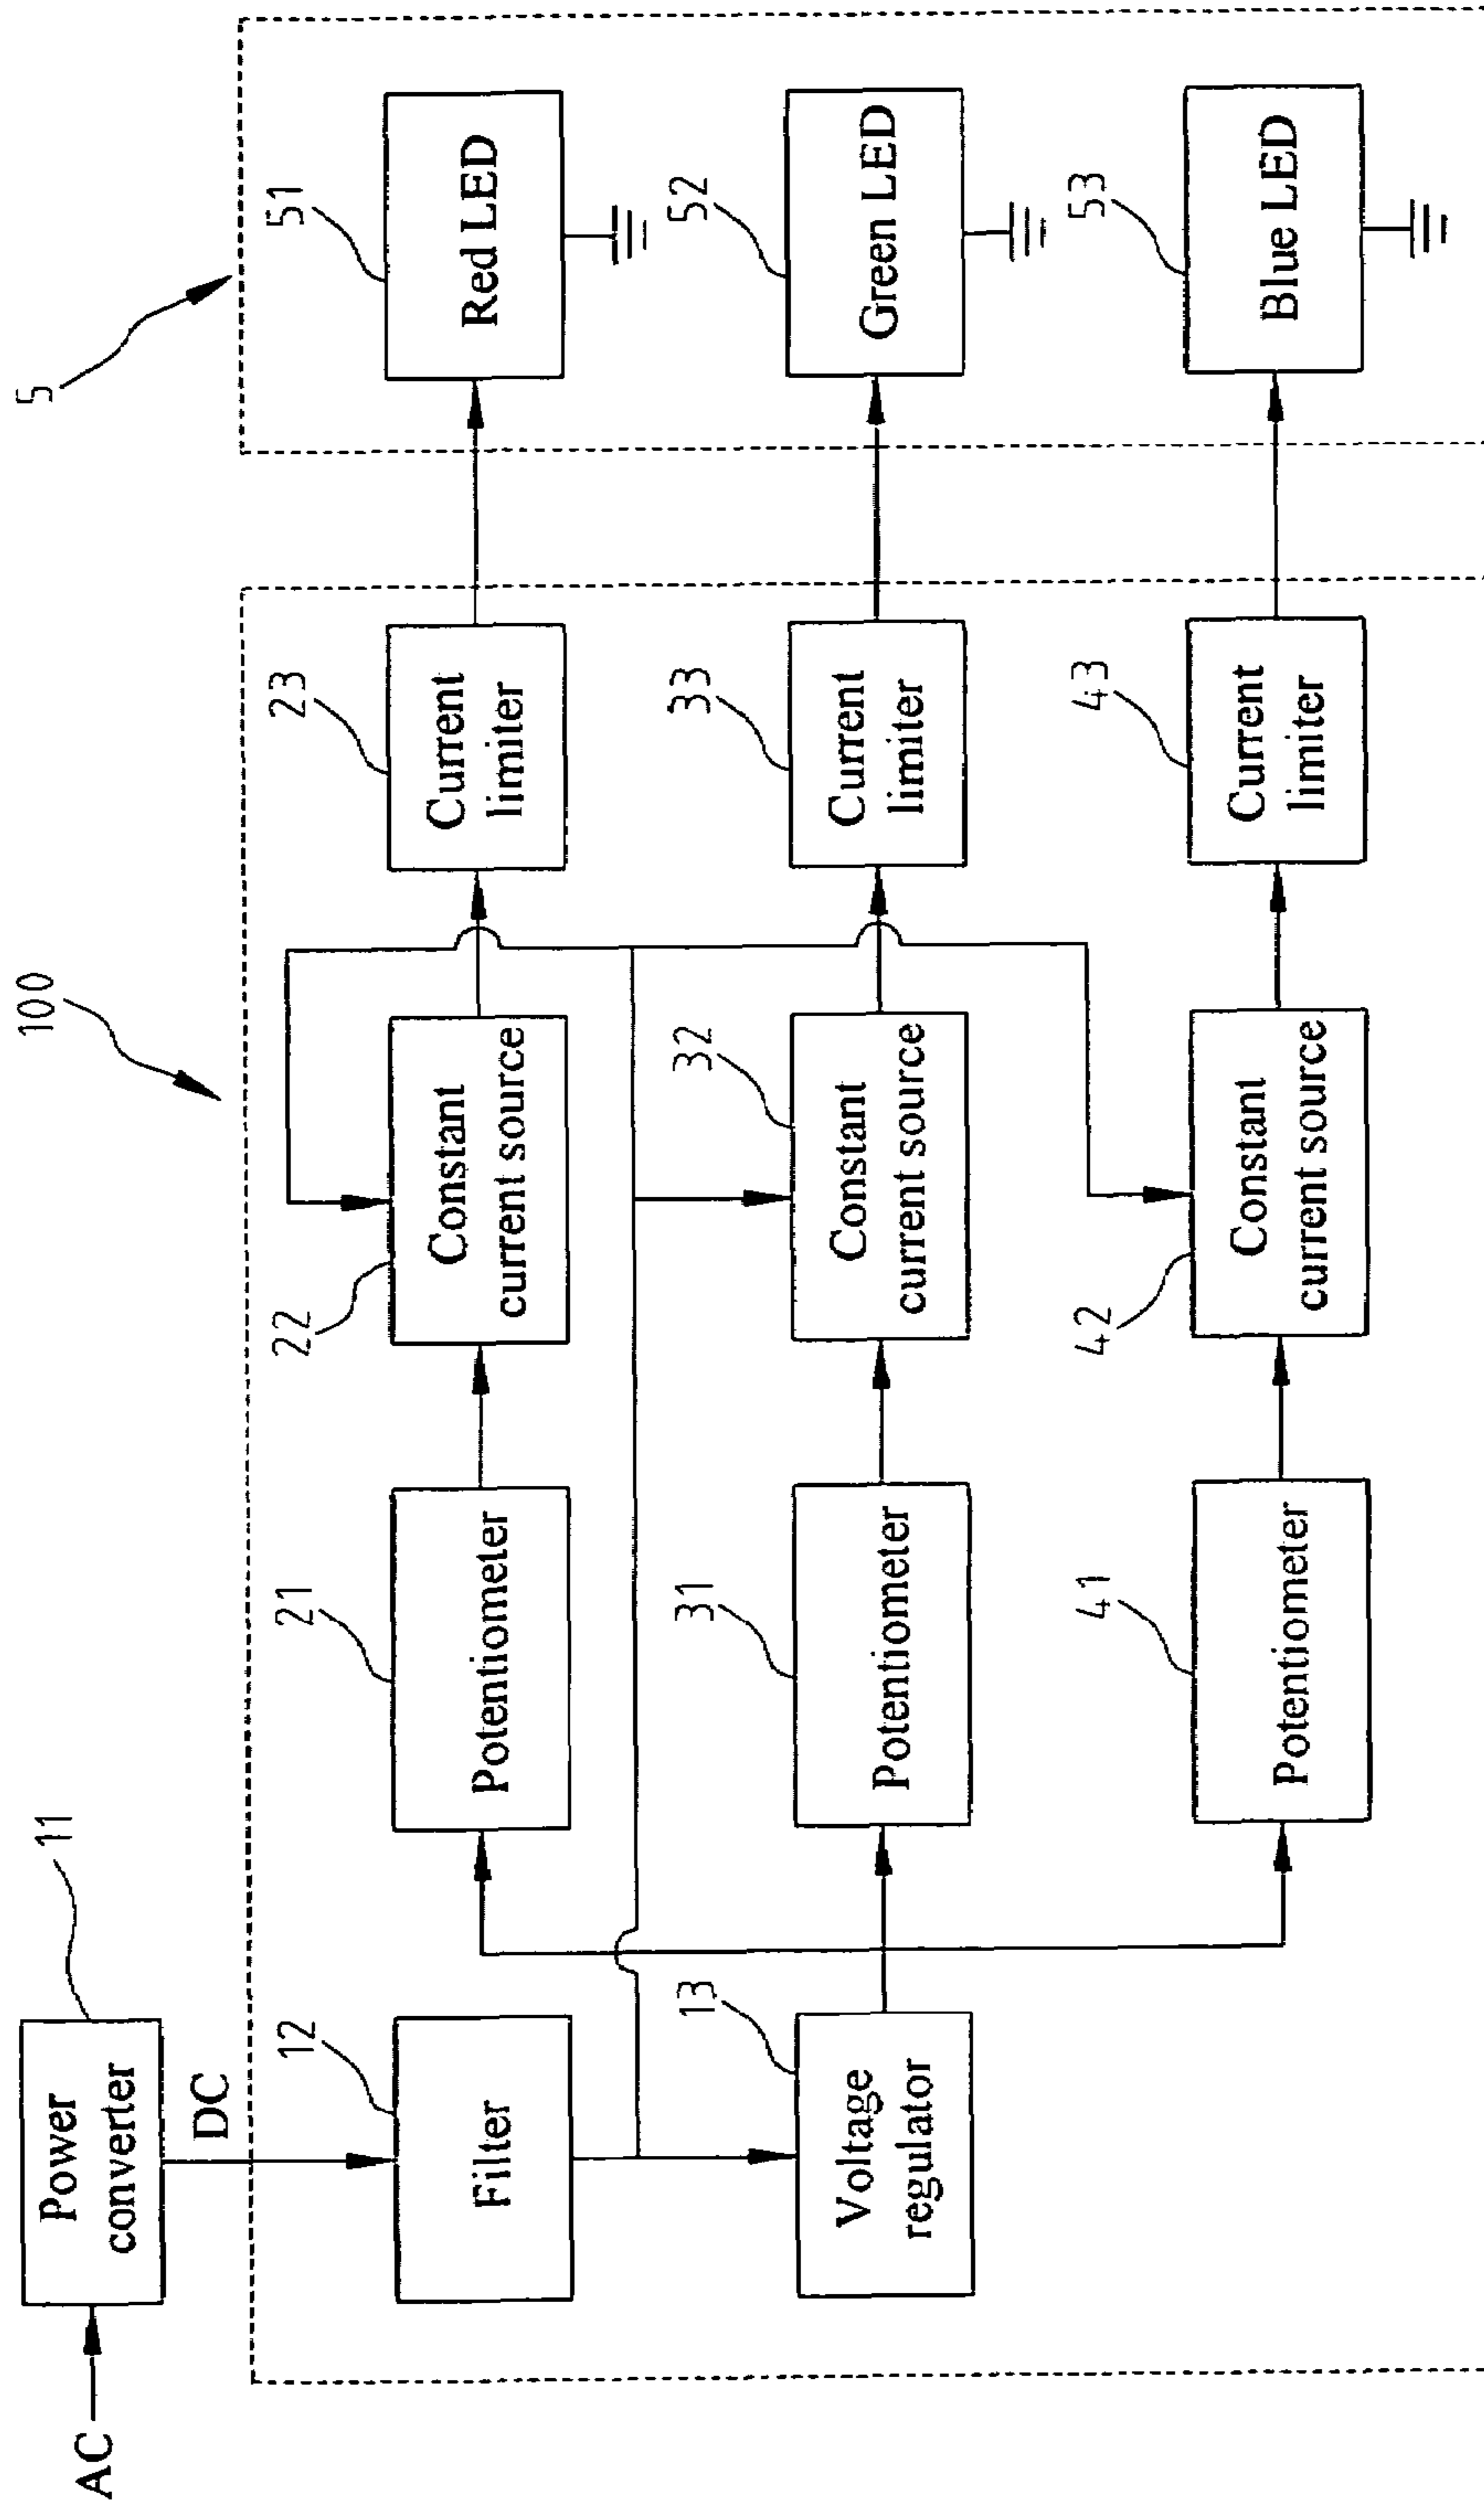 AC
Power
converter
11
DC
100
5
12
Filter
13
Voltage
regulator
21
Potentiometer
22
Constant
current source
23
Current
limiter
51
Red LED
31
Potentiometer
32
Constant
current source
33
Current
limiter
52
Green LED
41
Potentiometer
42
Constant
current source
43
Current
limiter
53
Blue LED